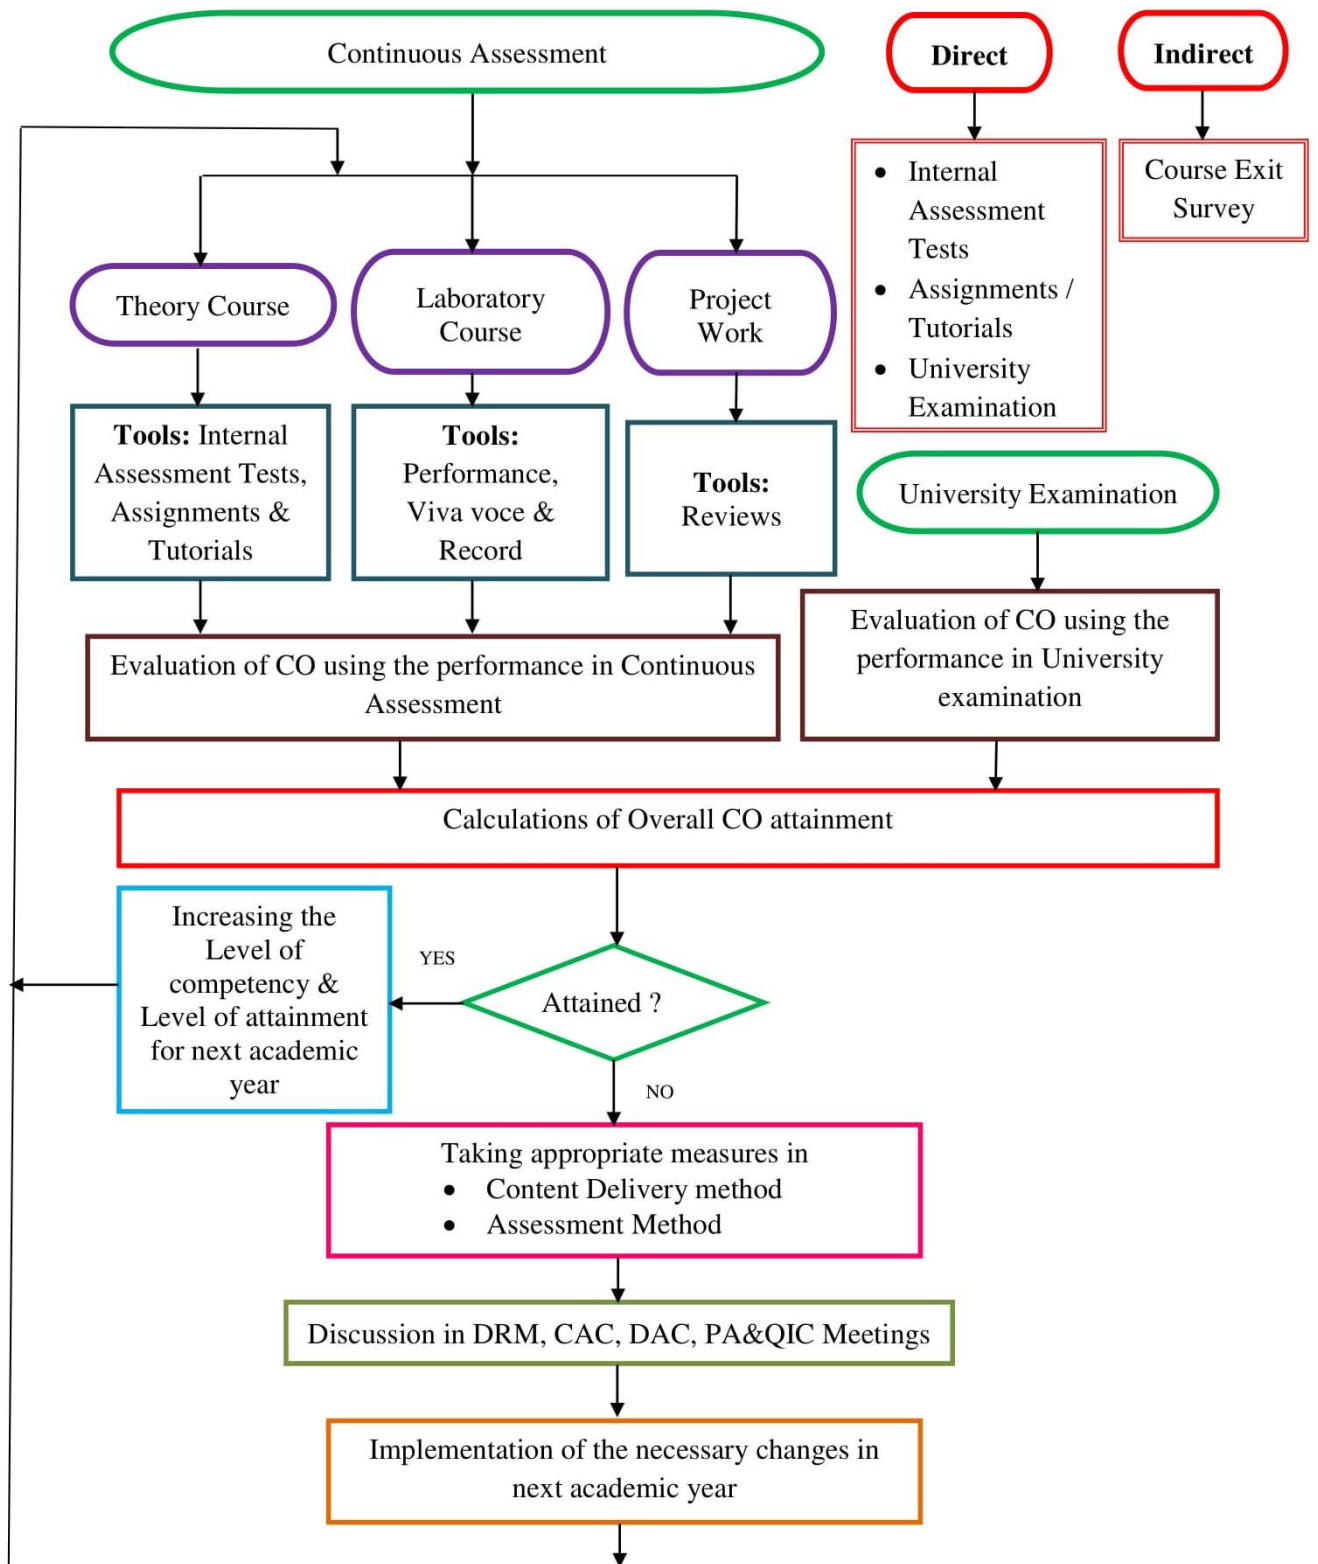 Continuous Assessment
Direct
Indirect
• Internal
Assessment
Tests
• Assignments /
Tutorials
• University
Examination
Course Exit
Survey
Theory Course
Laboratory
Course
Project
Work
Tools: Internal
Assessment Tests,
Assignments &
Tutorials
Tools:
Performance,
Viva voce &
Record
Tools:
Reviews
University Examination
Evaluation of CO using the performance in Continuous
Assessment
Evaluation of CO using the
performance in University
examination
Calculations of Overall CO attainment
Increasing the
Level of
competency &
Level of attainment
for next academic
year
YES
Attained ?
NO
Taking appropriate measures in
• Content Delivery method
• Assessment Method
Discussion in DRM, CAC, DAC, PA&QIC Meetings
Implementation of the necessary changes in
next academic year